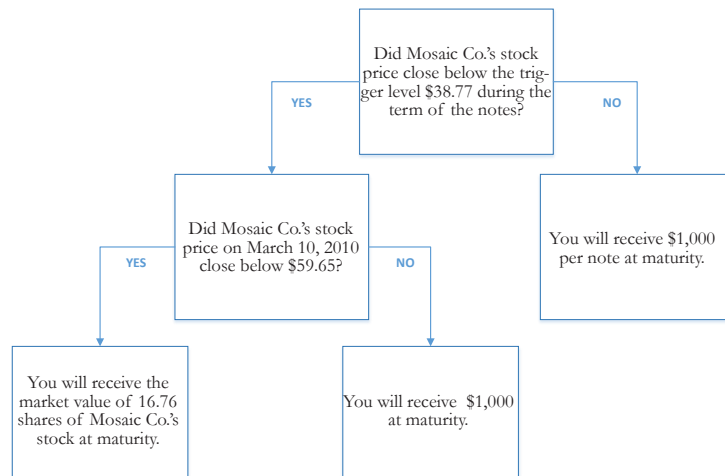 Did Mosaic Co.'s stock
price close below the trig-
ger level $38.77 during the
term of the notes?
YES
NO
Did Mosaic Co.'s stock
price on March 10, 2010
close below $59.65?
You will receive $1,000
per note at maturity.
YES
NO
You will receive the
market value of 16.76
shares of Mosaic Co.'s
stock at maturity.
You will receive $1,000
at maturity.